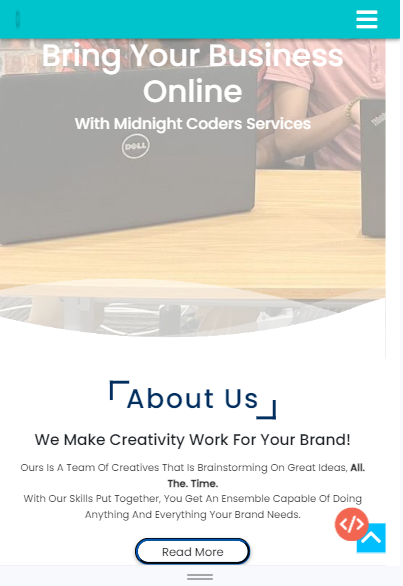 Bring Your Business
Online
With Midnight Coders Services
DELL
ThinkPad
About Us
We Make Creativity Work For Your Brand!
Ours Is A Team Of Creatives That Is Brainstorming On Great Ideas, All.
The. Time.
With Our Skills Put Together, You Get An Ensemble Capable Of Doing
Anything And Everything Your Brand Needs.
</>
Read More